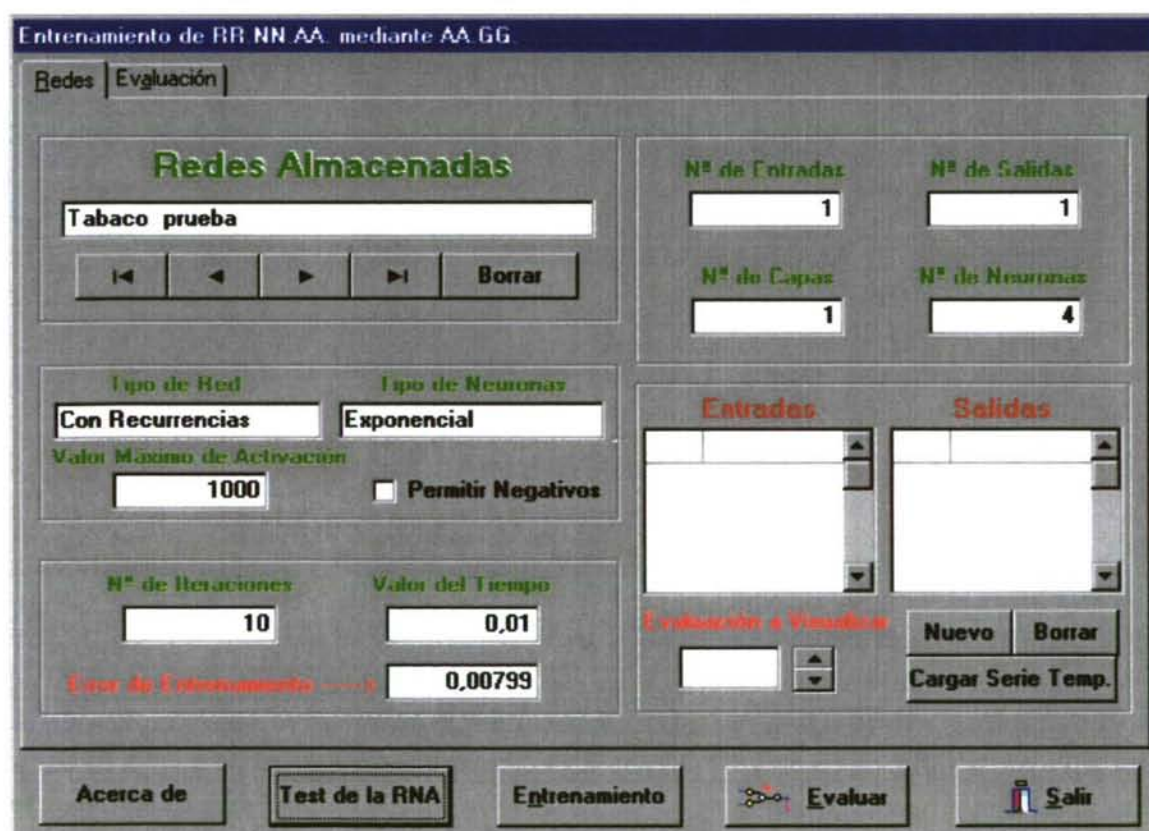 Entrenamiento de RR.NN.AA. mediante AA.GG.
Redes Evaluación
Redes Almacenadas
Tabaco prueba
Borrar
Nº de Entradas Nº de Salidas
1 1
Nº de Capas Nº de Neuronas
1 4
Tipo de Red Tipo de Neuronas
Con Recurrencias Exponencial
Valor Máximo de Activación
1000 Permitir Negativos
Nº de Iteraciones Valor del Tiempo
10 0,01
Error de Entrenamiento ----> 0,00799
Entradas Salidas
Evaluación a Visualizar
Nuevo Borrar
Cargar Serie Temp.
Acerca de Test de la RNA Entrenamiento Evaluar Salir